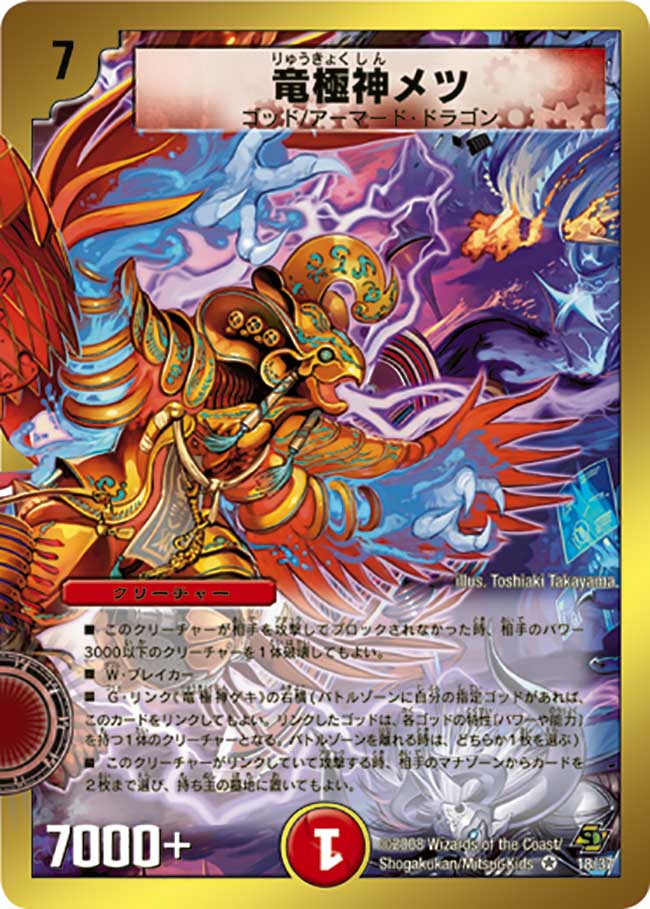 7
りゅうきょくしん
竜極神メツ
ゴッド/アーマード・ドラゴン
illus. Toshiaki Takayama
クリーチャー
■ このクリーチャーが相手を攻撃してブロックされなかった時、相手のパワー
3000以下のクリーチャーを1体破壊してもよい。
■ W・ブレイカー
■ G・リンク《竜極神ゲキ》の右横(バトルゾーンに自分の指定ゴッドがあれば、
このカードをリンクしてもよい。リンクしたゴッドは、各ゴッドの特性[パワーや能力]
を持つ1体のクリーチャーとなる。バトルゾーンを離れる時は、どちらか1枚を選ぶ)
■ このクリーチャーがリンクしていて攻撃する時、相手のマナゾーンからカードを
2枚まで選び、持ち主の墓地に置いてもよい。
7000+
1
©2008 Wizards of the Coast/
Shogakukan/Mitsui-Kids
18/37